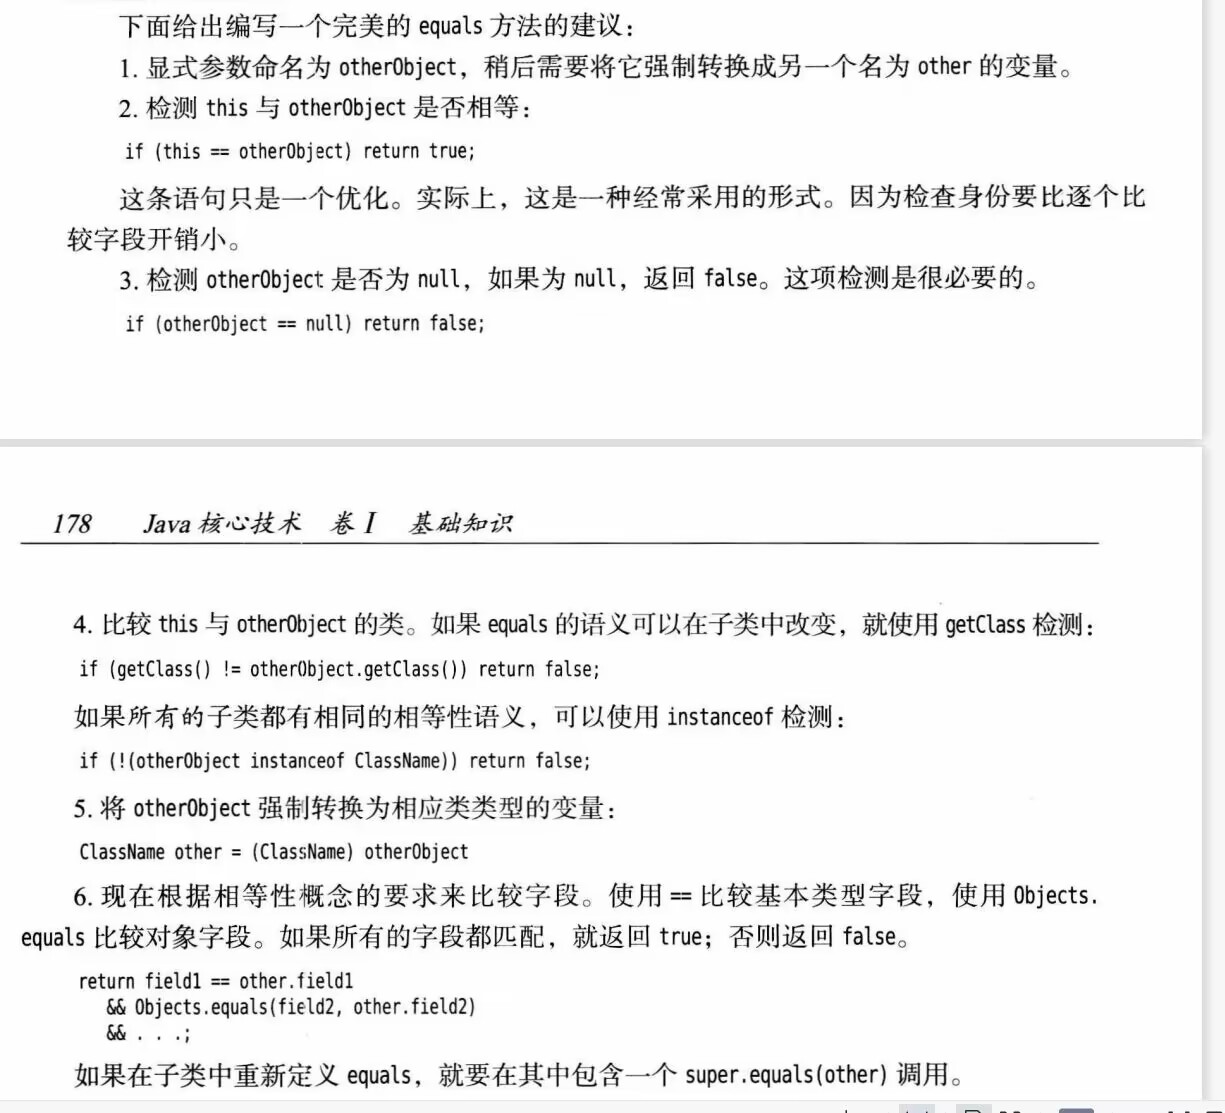 下面给出编写一个完美的 equals 方法的建议：
1. 显式参数命名为 otherObject，稍后需要将它强制转换成另一个名为 other 的变量。
2. 检测 this 与 otherObject 是否相等：
if (this == otherObject) return true;
这条语句只是一个优化。实际上，这是一种经常采用的形式。因为检查身份要比逐个比
较字段开销小。
3. 检测 otherObject 是否为 null，如果为 null，返回 false。这项检测是很必要的。
if (otherObject == null) return false;
178 Java 核心技术 卷 I 基础知识
4. 比较 this 与 otherObject 的类。如果 equals 的语义可以在子类中改变，就使用 getClass 检测：
if (getClass() != otherObject.getClass()) return false;
如果所有的子类都有相同的相等性语义，可以使用 instanceof 检测：
if (!(otherObject instanceof ClassName)) return false;
5. 将 otherObject 强制转换为相应类类型的变量：
ClassName other = (ClassName) otherObject
6. 现在根据相等性概念的要求来比较字段。使用 == 比较基本类型字段，使用 Objects.
equals 比较对象字段。如果所有的字段都匹配，就返回 true；否则返回 false。
return field1 == other.field1
&& Objects.equals(field2, other.field2)
&& . . .;
如果在子类中重新定义 equals，就要在其中包含一个 super.equals(other) 调用。